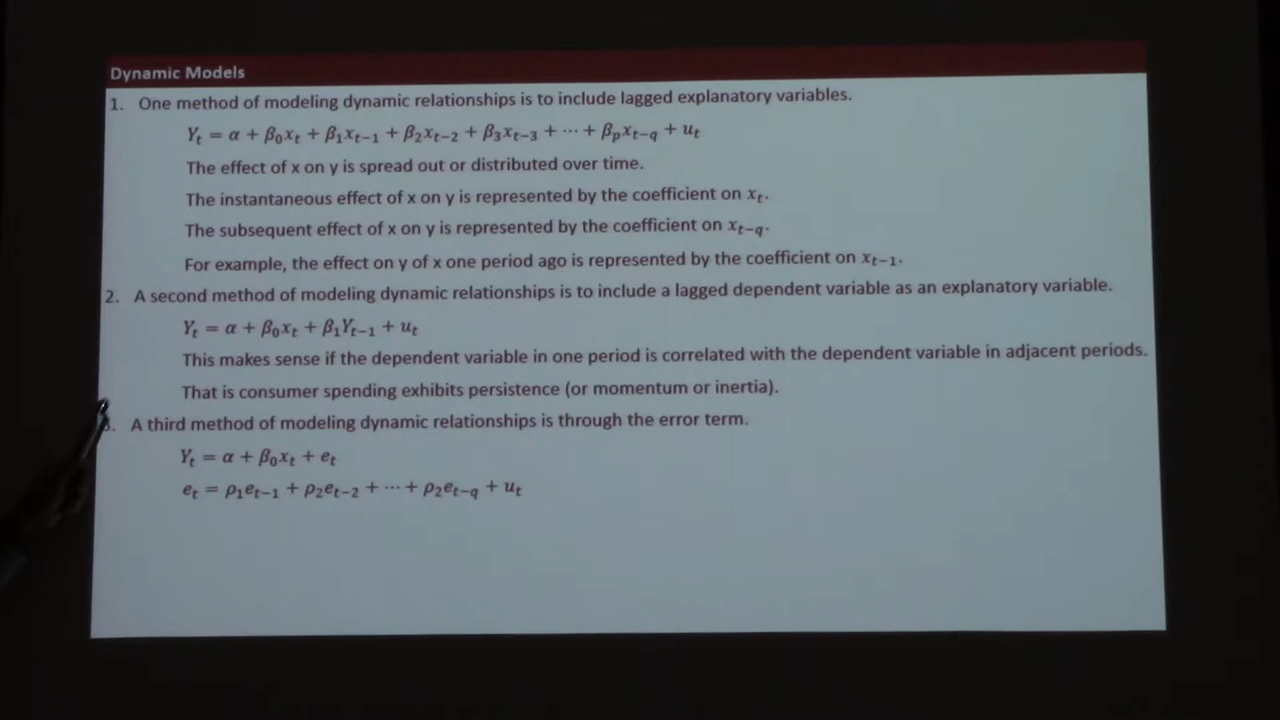 Dynamic Models
1. One method of modeling dynamic relationships is to include lagged explanatory variables.
Yₜ = α + β₀xₜ + β₁xₜ₋₁ + β₂xₜ₋₂ + β₃xₜ₋₃ + ⋯ + βₚxₜ₋q + uₜ
The effect of x on y is spread out or distributed over time.
The instantaneous effect of x on y is represented by the coefficient on xₜ.
The subsequent effect of x on y is represented by the coefficient on xₜ₋q.
For example, the effect on y of x one period ago is represented by the coefficient on xₜ₋₁.
2. A second method of modeling dynamic relationships is to include a lagged dependent variable as an explanatory variable.
Yₜ = α + β₀xₜ + β₁Yₜ₋₁ + uₜ
This makes sense if the dependent variable in one period is correlated with the dependent variable in adjacent periods.
That is consumer spending exhibits persistence (or momentum or inertia).
3. A third method of modeling dynamic relationships is through the error term.
Yₜ = α + β₀xₜ + eₜ
eₜ = ρ₁eₜ₋₁ + ρ₂eₜ₋₂ + ⋯ + ρ₂eₜ₋q + uₜ